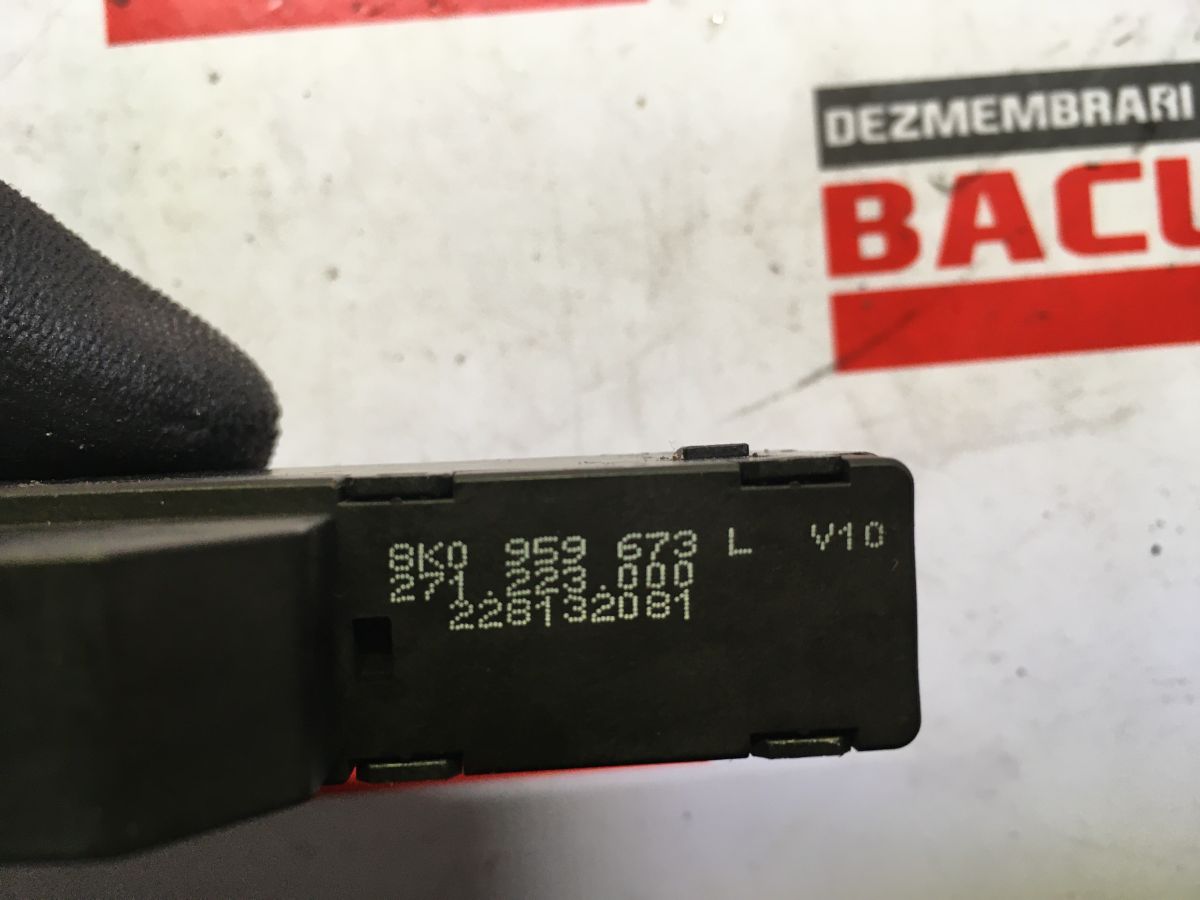 DEZMEMBRARI
BACU
8K0 959 673 L V10
271.223.000
228132081